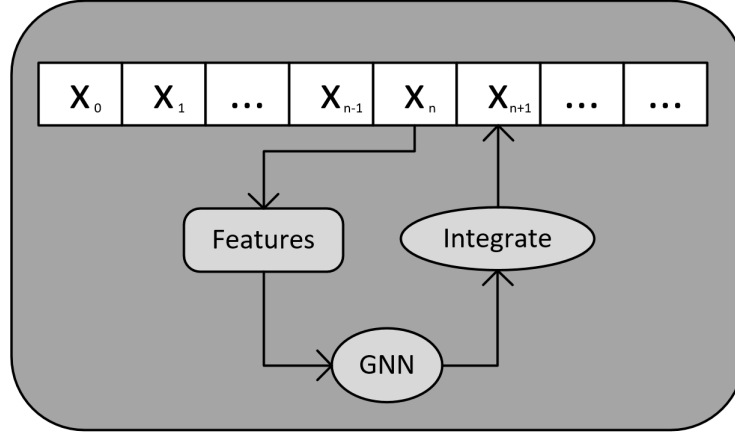 X₀ X₁ ... Xₙ₋₁ Xₙ Xₙ₊₁ ... ...
Features Integrate
GNN